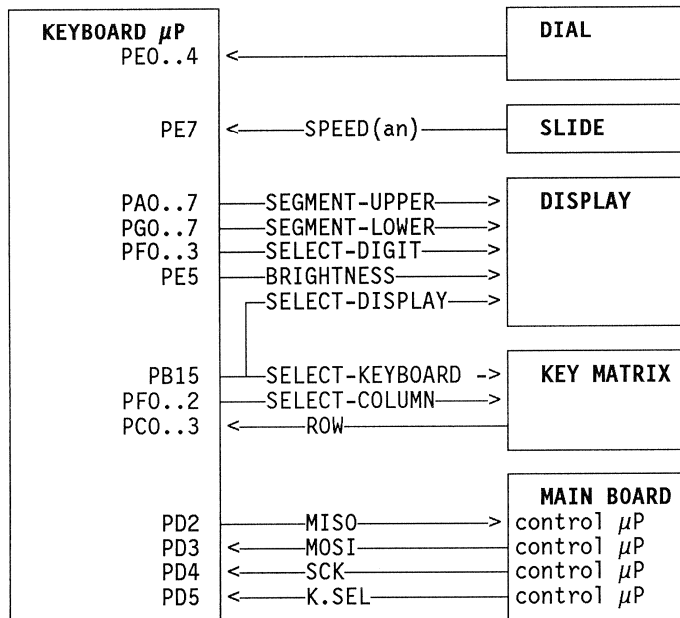 KEYBOARD µP
DIAL
PE0..4
PE7 SPEED(an) SLIDE
PA0..7 SEGMENT-UPPER DISPLAY
PG0..7 SEGMENT-LOWER
PF0..3 SELECT-DIGIT
PE5 BRIGHTNESS
SELECT-DISPLAY
PB15 SELECT-KEYBOARD KEY MATRIX
PF0..2 SELECT-COLUMN
PC0..3 ROW
MAIN BOARD
PD2 MISO control µP
PD3 MOSI control µP
PD4 SCK control µP
PD5 K.SEL control µP